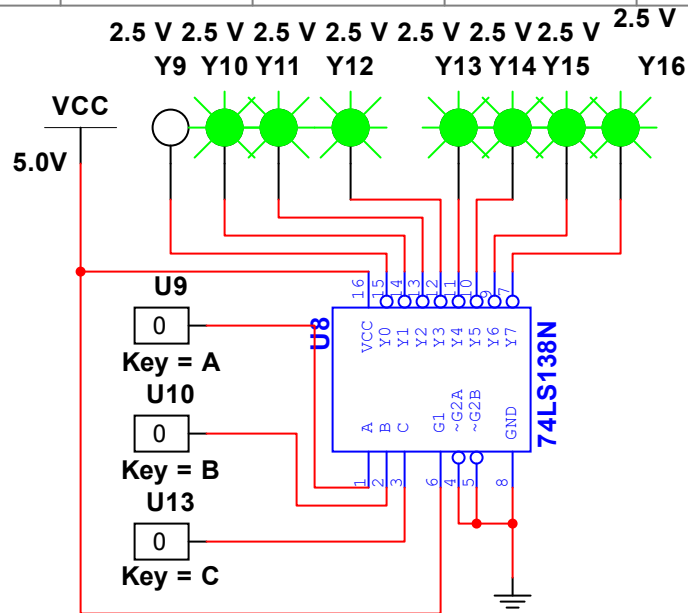 2.5 V 2.5 V 2.5 V 2.5 V 2.5 V 2.5 V 2.5 V 2.5 V
Y9 Y10 Y11 Y12 Y13 Y14 Y15 Y16
VCC
5.0V
16 15 14 13 12 11 10 9 7
U9
0
Key = A
U8
VCC Y0 Y1 Y2 Y3 Y4 Y5 Y6 Y7
74LS138N
U10
0
Key = B
A B C G1 ~G2A ~G2B GND
1 2 3 6 4 5 8
U13
0
Key = C